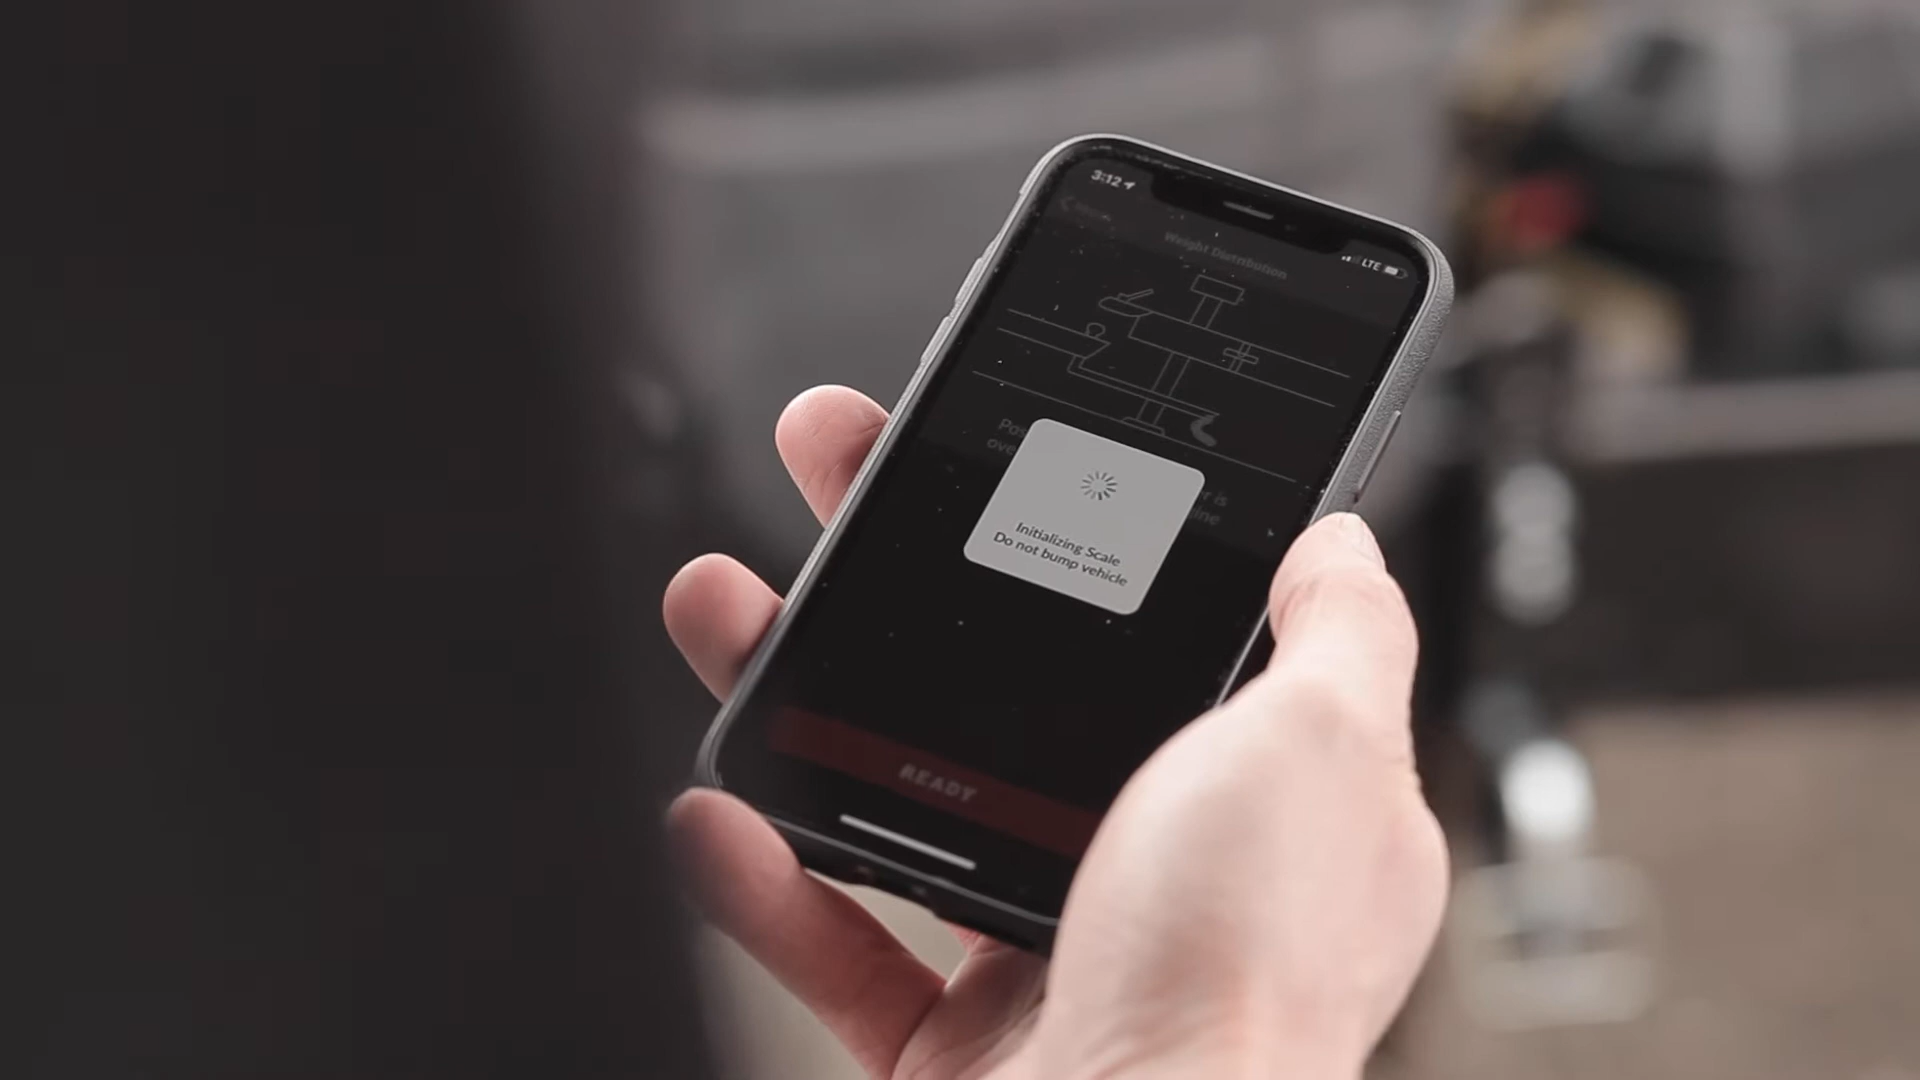 3:12
LTE
Weight Distribution
Initializing Scale
Do not bump vehicle
READY